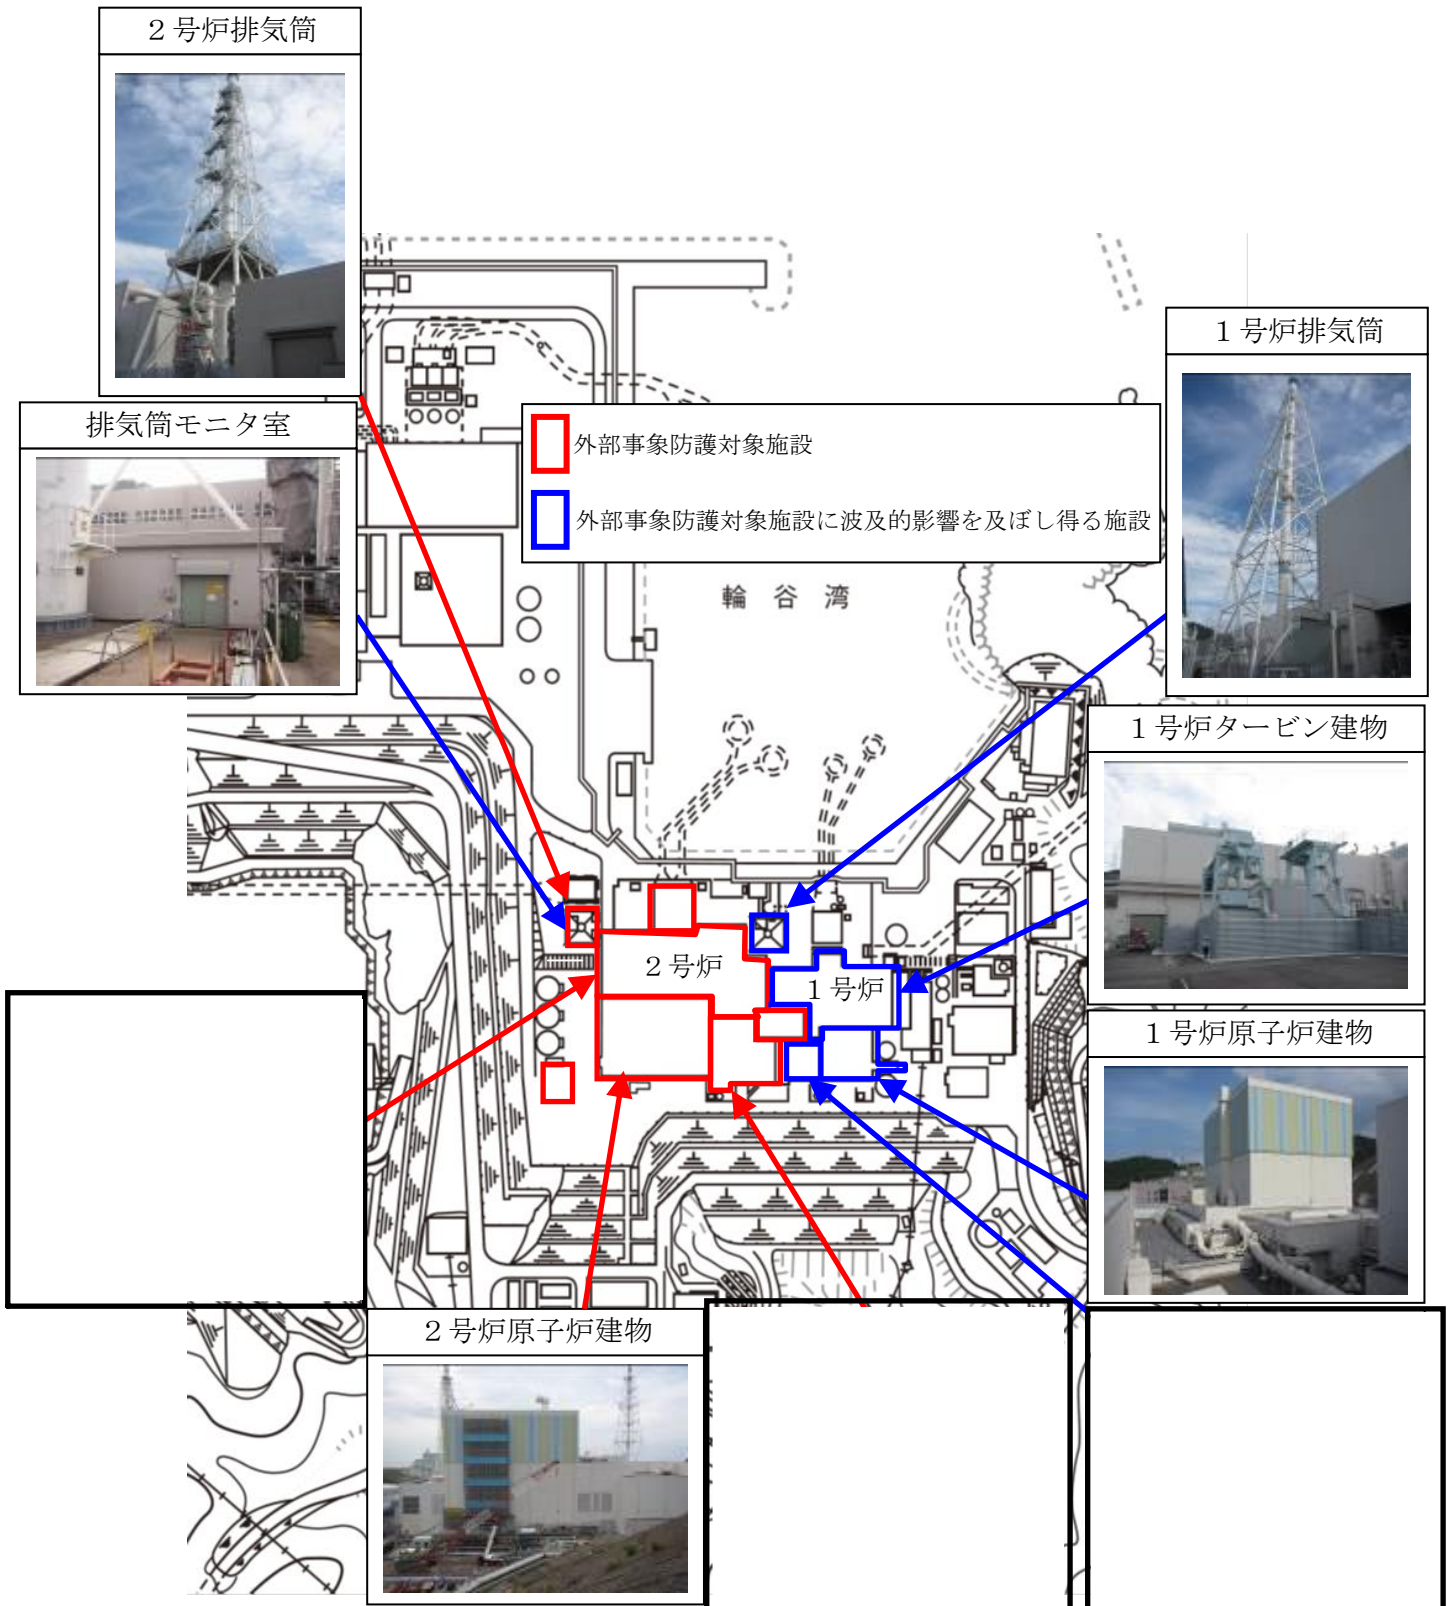 ２号炉排気筒
１号炉排気筒
排気筒モニタ室
外部事象防護対象施設
外部事象防護対象施設に波及的影響を及ぼし得る施設
輪谷湾
１号炉タービン建物
２号炉
１号炉
１号炉原子炉建物
２号炉原子炉建物